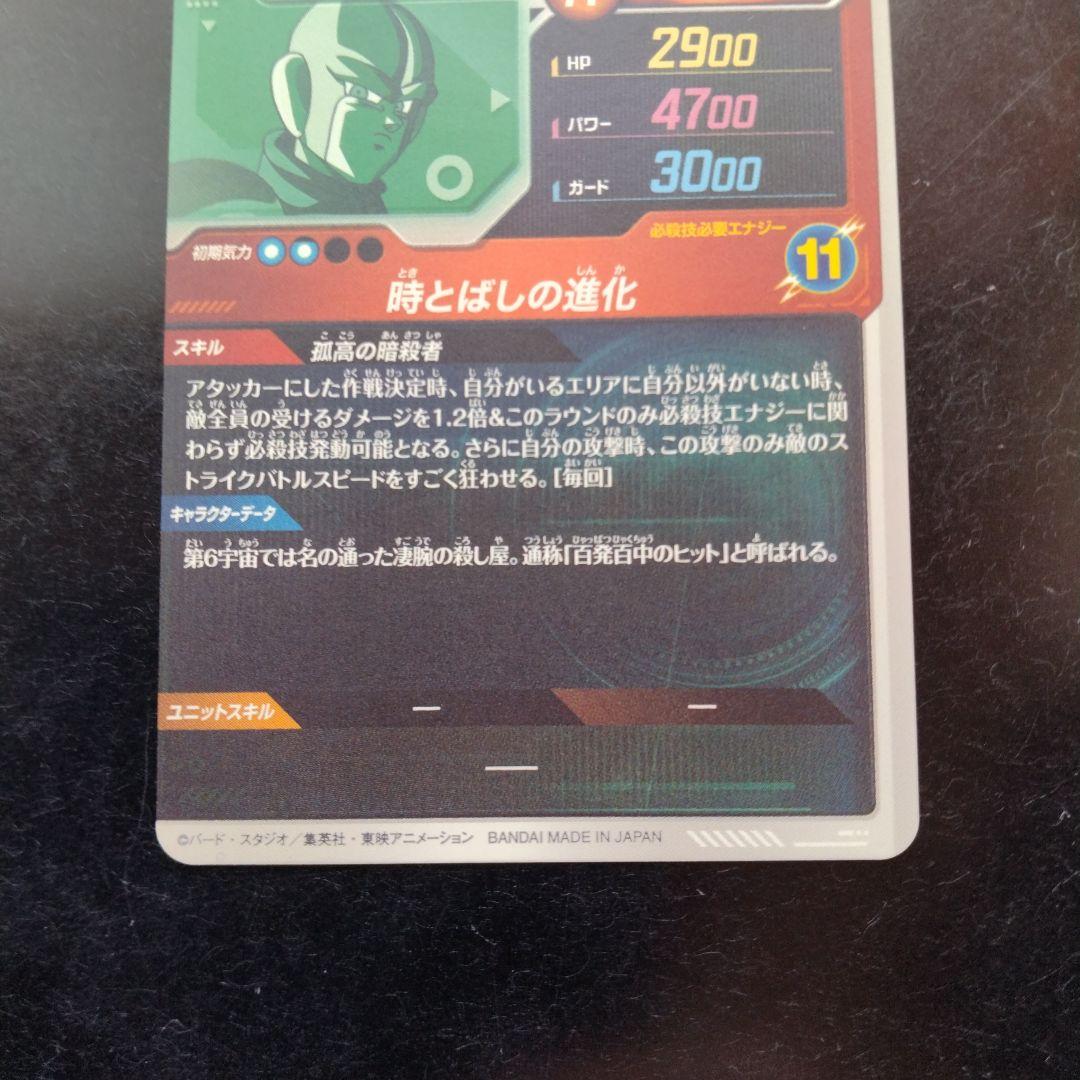 HP 2900
パワー 4700
ガード 3000
必殺技必要エナジー
11
初期気力
時とばしの進化
スキル 孤高の暗殺者
アタッカーにした作戦決定時、自分がいるエリアに自分以外がいない時、
敵全員の受けるダメージを1.2倍&このラウンドのみ必殺技エナジーに関
わらず必殺技発動可能となる。さらに自分の攻撃時、この攻撃のみ敵のス
トライクバトルスピードをすごく狂わせる。[毎回]
キャラクターデータ
第6宇宙では名の通った凄腕の殺し屋。通称「百発百中のヒット」と呼ばれる。
ユニットスキル — —
—
©バード・スタジオ/集英社・東映アニメーション BANDAI MADE IN JAPAN